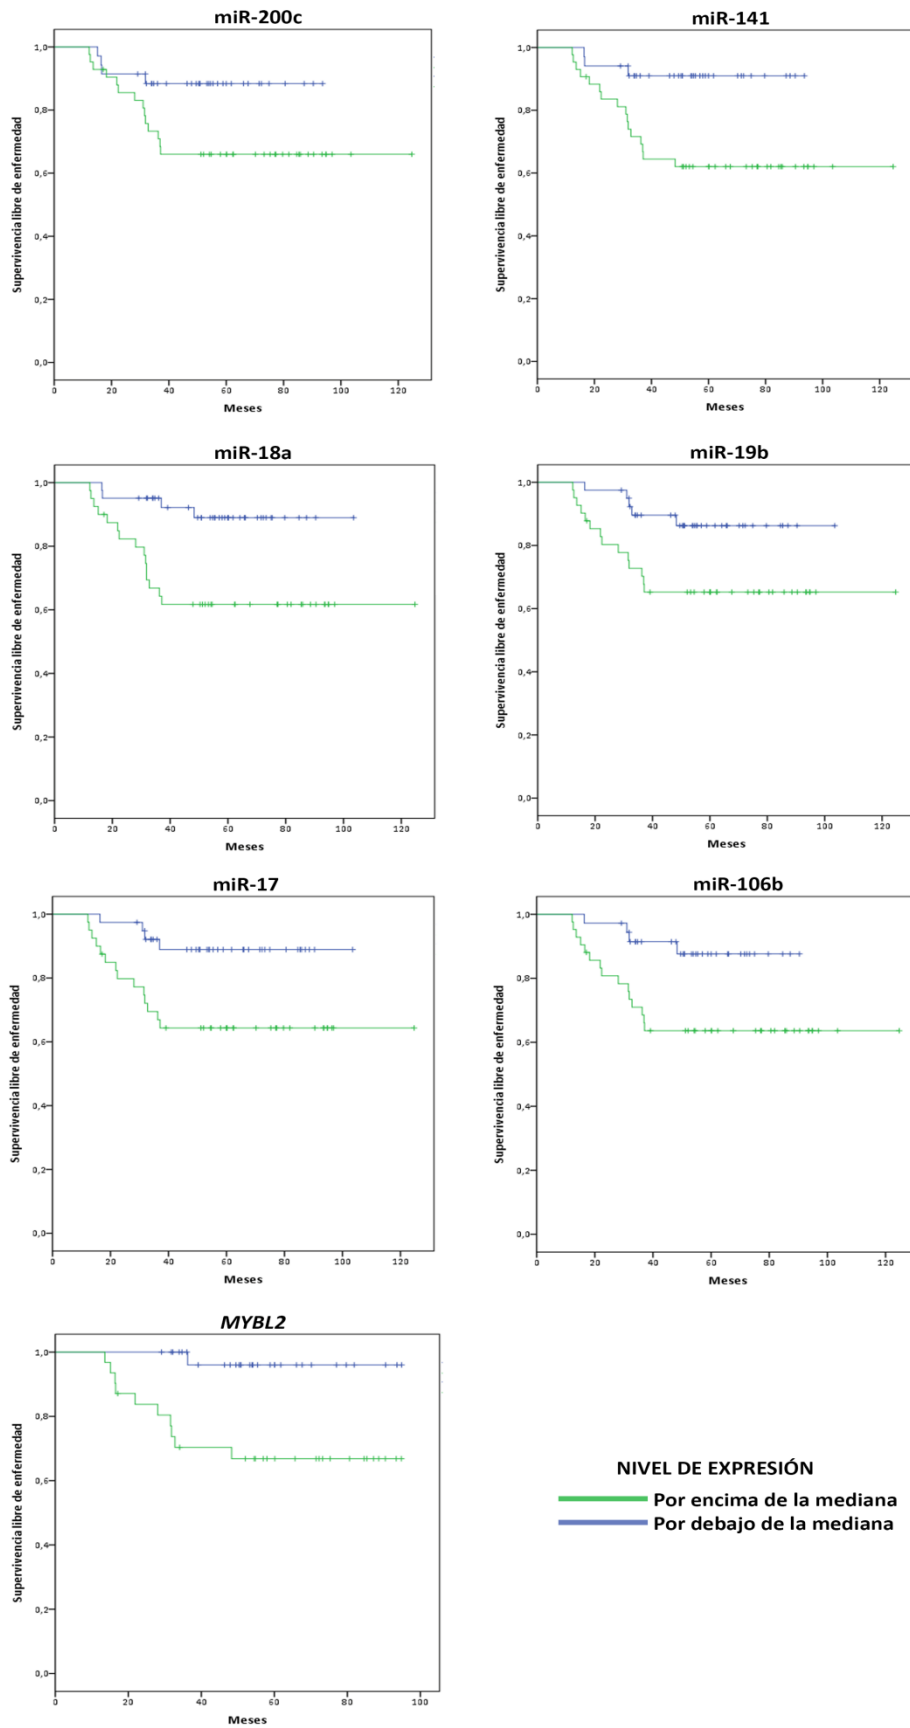 miR-200c
Supervivencia libre de enfermedad
1,0
0,8
0,6
0,4
0,2
0,0
0 20 40 60 80 100 120
Meses
miR-141
Supervivencia libre de enfermedad
1,0
0,8
0,6
0,4
0,2
0,0
0 20 40 60 80 100 120
Meses
miR-18a
Supervivencia libre de enfermedad
1,0
0,8
0,6
0,4
0,2
0,0
0 20 40 60 80 100 120
Meses
miR-19b
Supervivencia libre de enfermedad
1,0
0,8
0,6
0,4
0,2
0,0
0 20 40 60 80 100 120
Meses
miR-17
Supervivencia libre de enfermedad
1,0
0,8
0,6
0,4
0,2
0,0
0 20 40 60 80 100 120
Meses
miR-106b
Supervivencia libre de enfermedad
1,0
0,8
0,6
0,4
0,2
0,0
0 20 40 60 80 100 120
Meses
MYBL2
Supervivencia libre de enfermedad
1,0
0,8
0,6
0,4
0,2
0,0
0 20 40 60 80 100
Meses
NIVEL DE EXPRESIÓN
Por encima de la mediana
Por debajo de la mediana